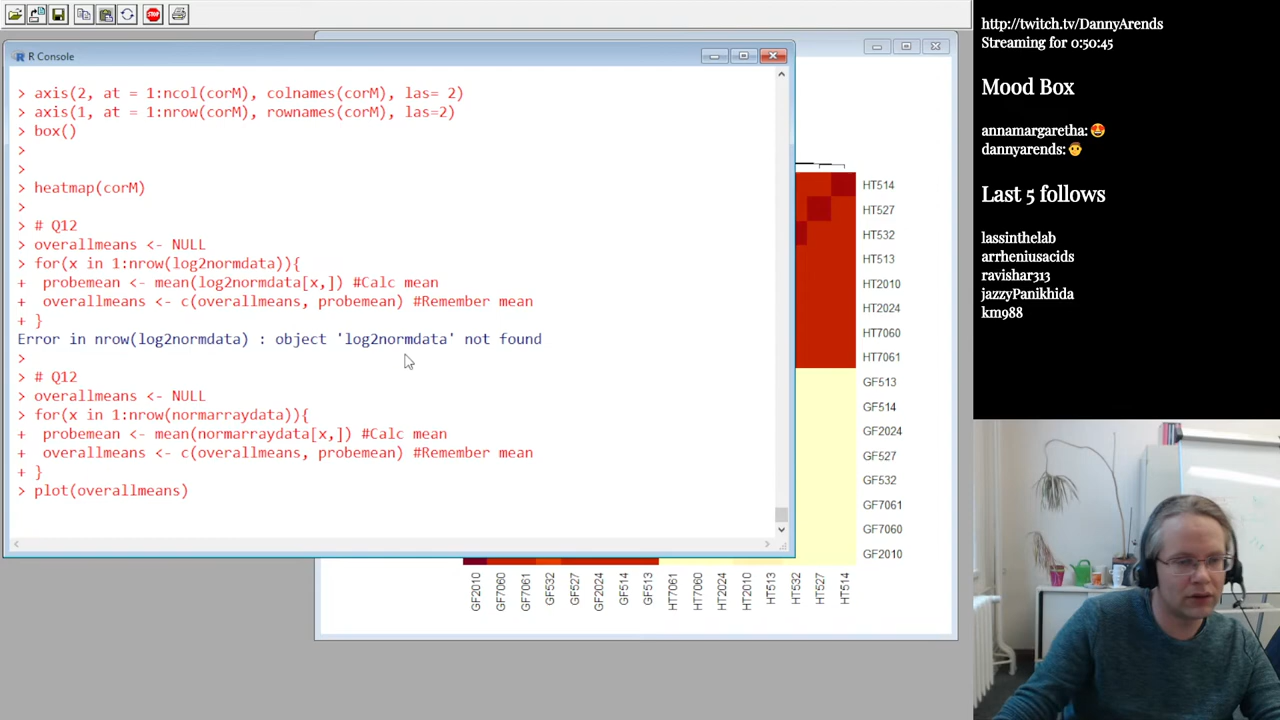 R Console
> axis(2, at = 1:ncol(corM), colnames(corM), las= 2)
> axis(1, at = 1:nrow(corM), rownames(corM), las=2)
> box()
>
>
> heatmap(corM)
>
> # Q12
> overallmeans <- NULL
> for(x in 1:nrow(log2normdata)){
+ probemean <- mean(log2normdata[x,]) #Calc mean
+ overallmeans <- c(overallmeans, probemean) #Remember mean
+ }
Error in nrow(log2normdata) : object 'log2normdata' not found
>
> # Q12
> overallmeans <- NULL
> for(x in 1:nrow(normarraydata)){
+ probemean <- mean(normarraydata[x,]) #Calc mean
+ overallmeans <- c(overallmeans, probemean) #Remember mean
+ }
> plot(overallmeans)
HT514
HT527
HT532
HT513
HT2010
HT2024
HT7060
HT7061
GF513
GF514
GF2024
GF527
GF532
GF7061
GF7060
GF2010
GF2010
GF7060
GF7061
GF532
GF527
GF2024
GF514
GF513
HT7061
HT7060
HT2024
HT2010
HT513
HT532
HT527
HT514
http://twitch.tv/DannyArends
Streaming for 0:50:45
Mood Box
annamargaretha: 😍
dannyarends: 👨
Last 5 follows
lassinthelab
arrheniusacids
ravishar313
jazzyPanikhida
km988
STOP